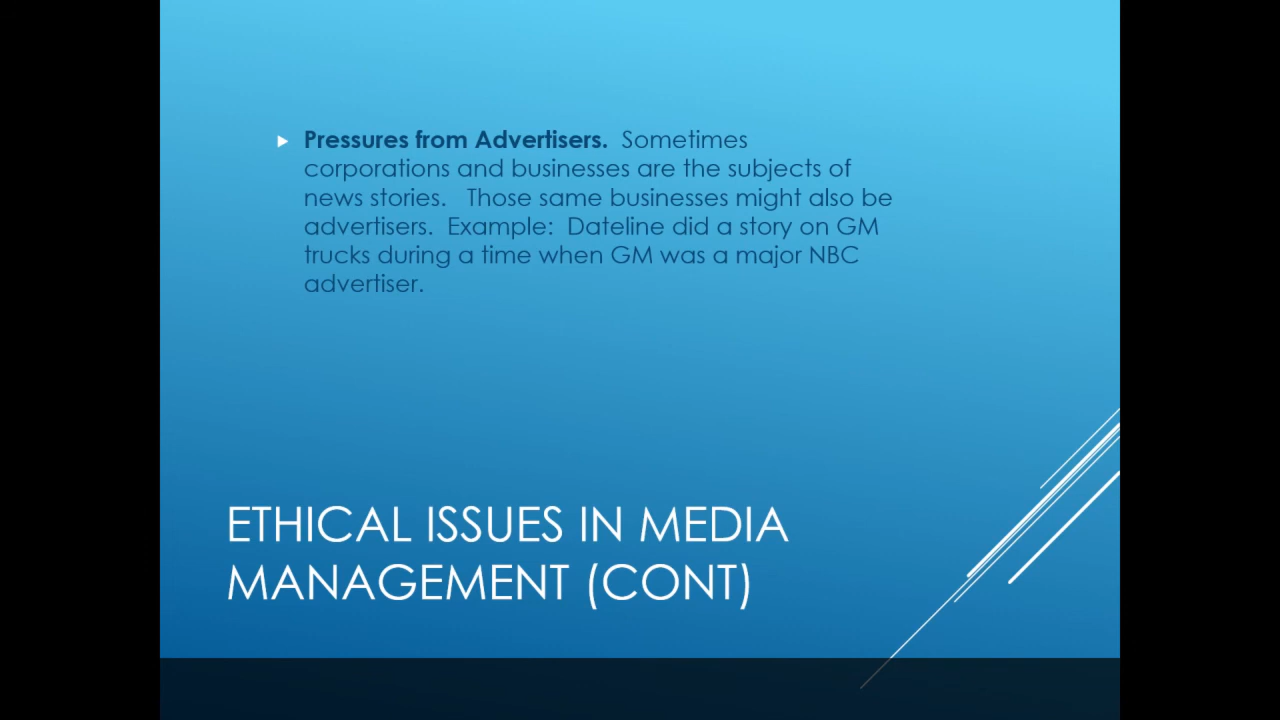 Pressures from Advertisers.  Sometimes
corporations and businesses are the subjects of
news stories.   Those same businesses might also be
advertisers.  Example:  Dateline did a story on GM
trucks during a time when GM was a major NBC
advertiser.
ETHICAL ISSUES IN MEDIA
MANAGEMENT (CONT)